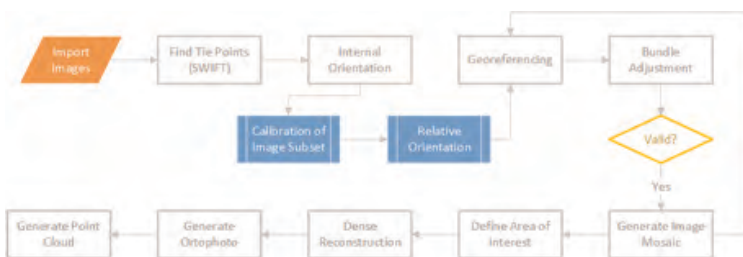 Import
Images
Find Tie Points
(SWIFT)
Internal
Orientation
Georeferencing
Bundle
Adjustment
Calibration of
Image Subset
Relative
Orientation
Valid?
Yes
Generate Point
Cloud
Generate
Ortophoto
Dense
Reconstruction
Define Area of
Interest
Generate Image
Mosaic